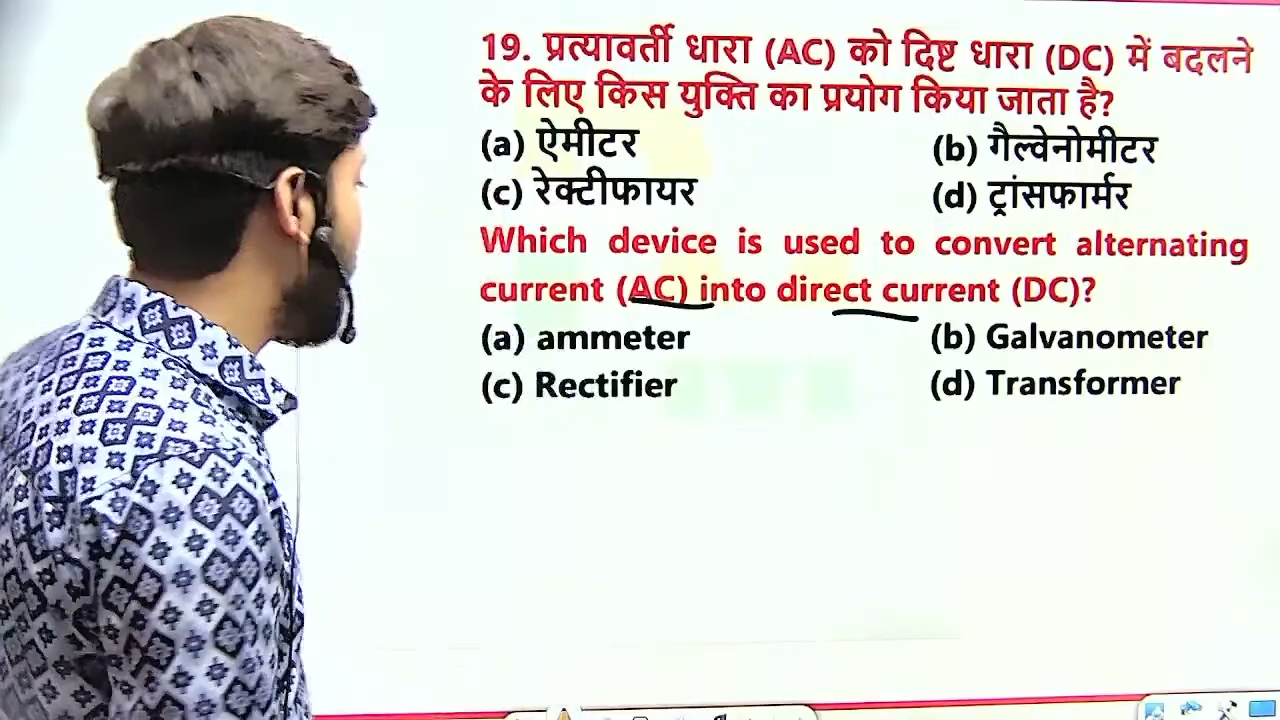 19. प्रत्यावर्ती धारा (AC) को दिष्ट धारा (DC) में बदलने
के लिए किस युक्ति का प्रयोग किया जाता है?
(a) ऐमीटर (b) गैल्वेनोमीटर
(c) रेक्टीफायर (d) ट्रांसफार्मर
Which device is used to convert alternating
current (AC) into direct current (DC)?
(a) ammeter (b) Galvanometer
(c) Rectifier (d) Transformer